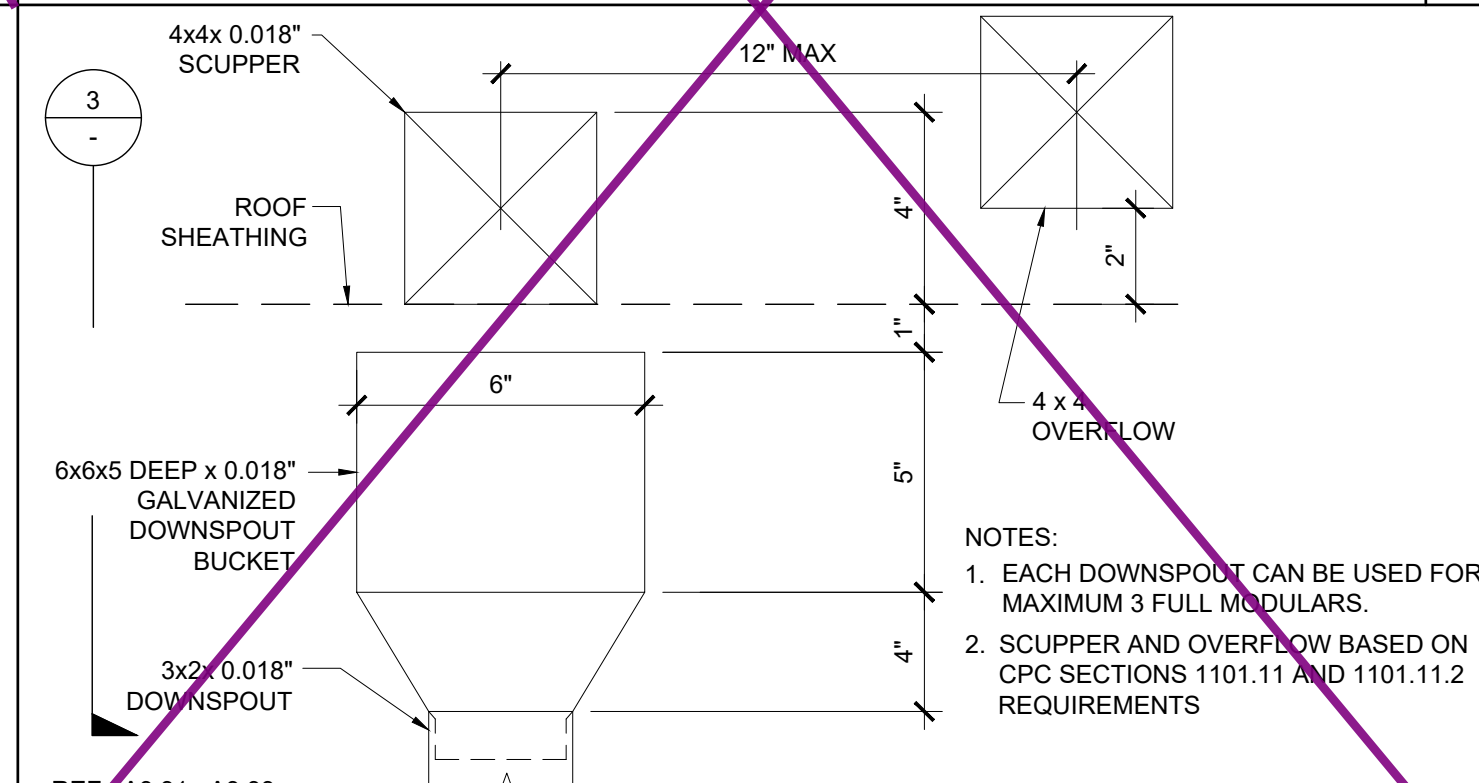 4x4x 0.018"
SCUPPER
12" MAX
3
-
ROOF
SHEATHING
4"
2"
1"
6"
4 x 4
OVERFLOW
6x6x5 DEEP x 0.018"
GALVANIZED
DOWNSPOUT
BUCKET
5"
NOTES:
1. EACH DOWNSPOUT CAN BE USED FOR
MAXIMUM 3 FULL MODULARS.
2. SCUPPER AND OVERFLOW BASED ON
CPC SECTIONS 1101.11 AND 1101.11.2
REQUIREMENTS
4"
3x2x 0.018"
DOWNSPOUT